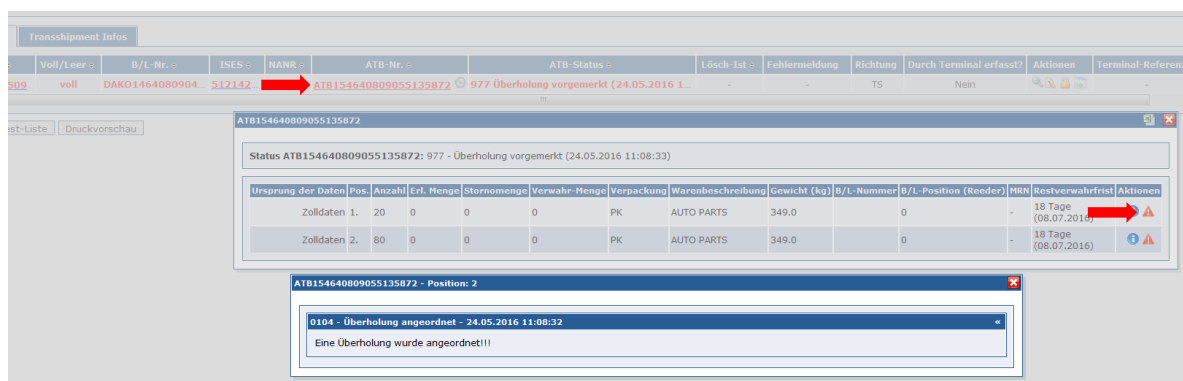 Transshipment Infos
Voll/Leer B/L-Nr. ISES NANR ATB-Nr. ATB-Status Lösch-Ist Fehlermeldung Richtung Durch Terminal erfasst? Aktionen Terminal-Referen
509 voll DAKO1464080904... 512142... ATB154640809055135872 977 Überholung vorgemerkt (24.05.2016 1... - - TS Nein -
est-Liste Druckvorschau
ATB154640809055135872
Status ATB154640809055135872: 977 - Überholung vorgemerkt (24.05.2016 11:08:33)
Ursprung der Daten Pos. Anzahl Erl. Menge Stornomenge Verwahr-Menge Verpackung Warenbeschreibung Gewicht (kg) B/L-Nummer B/L-Position (Reeder) MRN Restverwahrfrist Aktionen
Zolldaten 1. 20 0 0 0 PK AUTO PARTS 349.0 0 - 18 Tage
(08.07.2016)
Zolldaten 2. 80 0 0 0 PK AUTO PARTS 349.0 0 - 18 Tage
(08.07.2016)
ATB154640809055135872 - Position: 2
0104 - Überholung angeordnet - 24.05.2016 11:08:32 «
Eine Überholung wurde angeordnet!!!